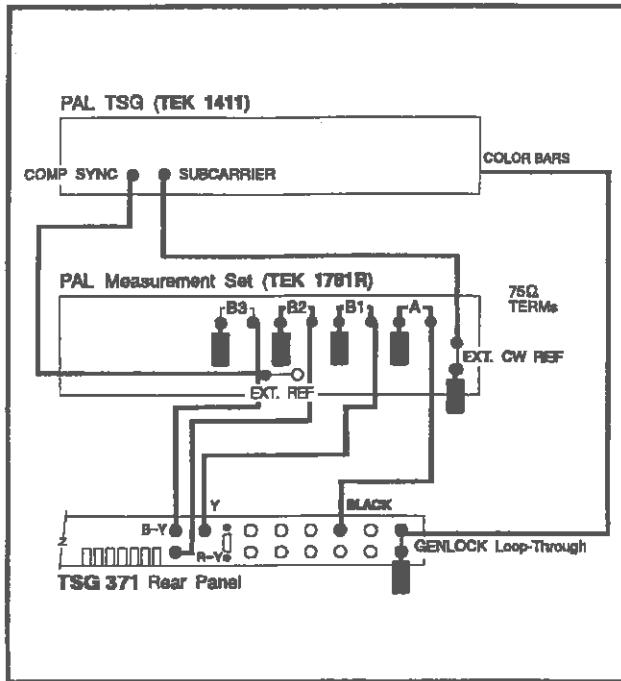 PAL TSG (TEK 1411)
COLOR BARS
COMP SYNC
SUBCARRIER
PAL Measurement Set (TEK 1781R)
75Ω
TERMs
B3
B2
B1
A
EXT. CW REF
EXT. REF
Y
BLACK
B-Y
R-Y
GENLOCK Loop-Through
TSG 371 Rear Panel